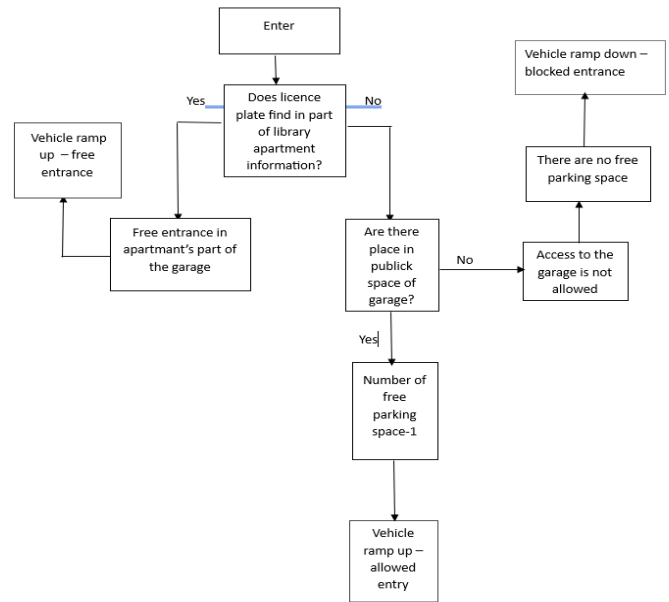 Enter
Vehicle ramp down –
blocked entrance
Yes
Does licence
plate find in part
of library
apartment
information?
No
Vehicle ramp
up – free
entrance
There are no free
parking space
Free entrance in
apartmant's part of
the garage
Are there
place in
publick
space of
garage?
No
Access to the
garage is not
allowed
Yes
Number of
free
parking
space-1
Vehicle
ramp up –
allowed
entry